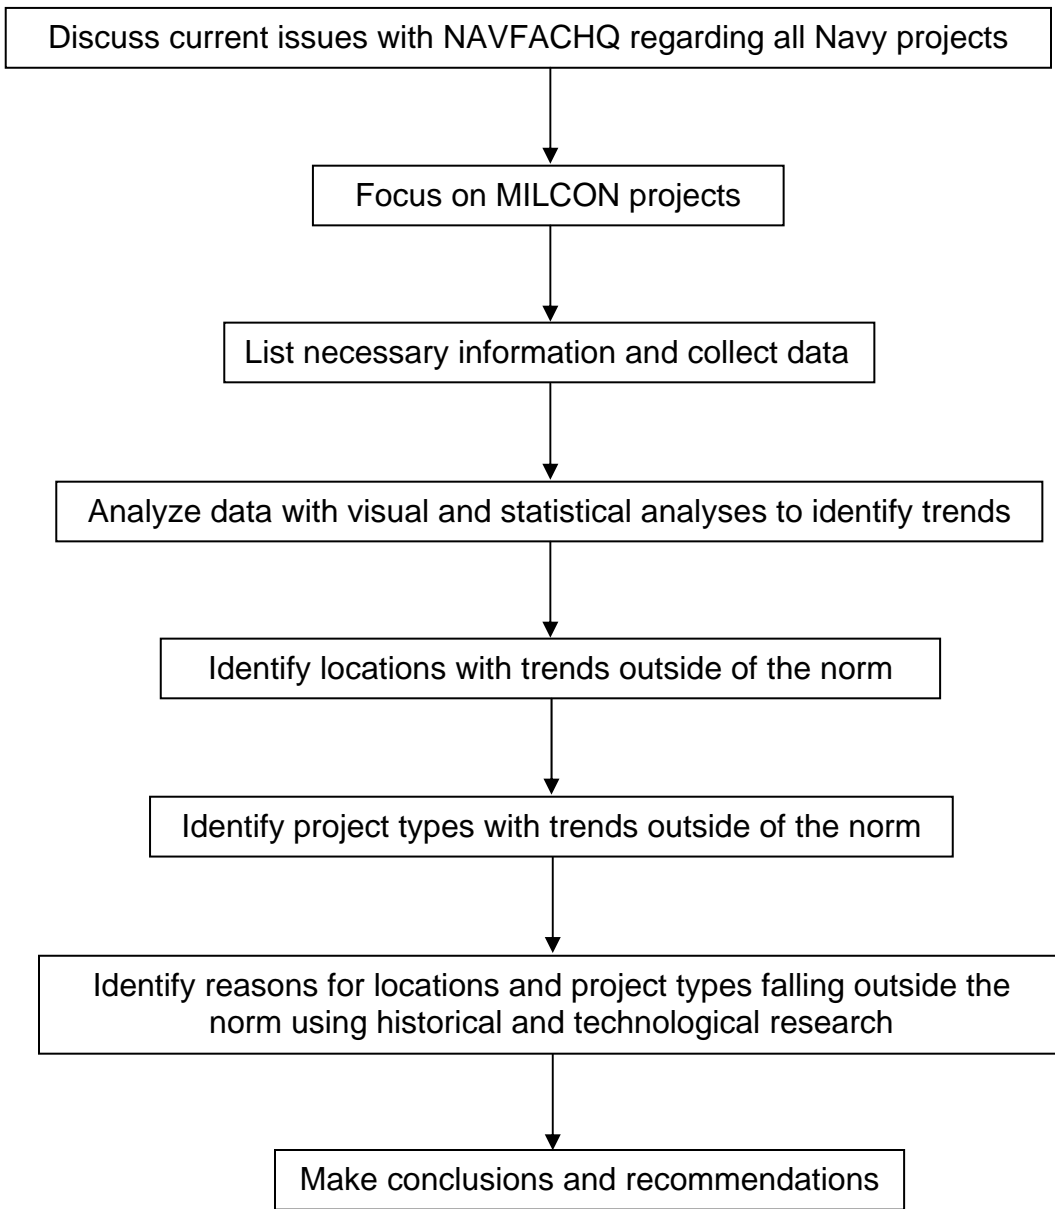 Discuss current issues with NAVFACHQ regarding all Navy projects
Focus on MILCON projects
List necessary information and collect data
Analyze data with visual and statistical analyses to identify trends
Identify locations with trends outside of the norm
Identify project types with trends outside of the norm
Identify reasons for locations and project types falling outside the
norm using historical and technological research
Make conclusions and recommendations